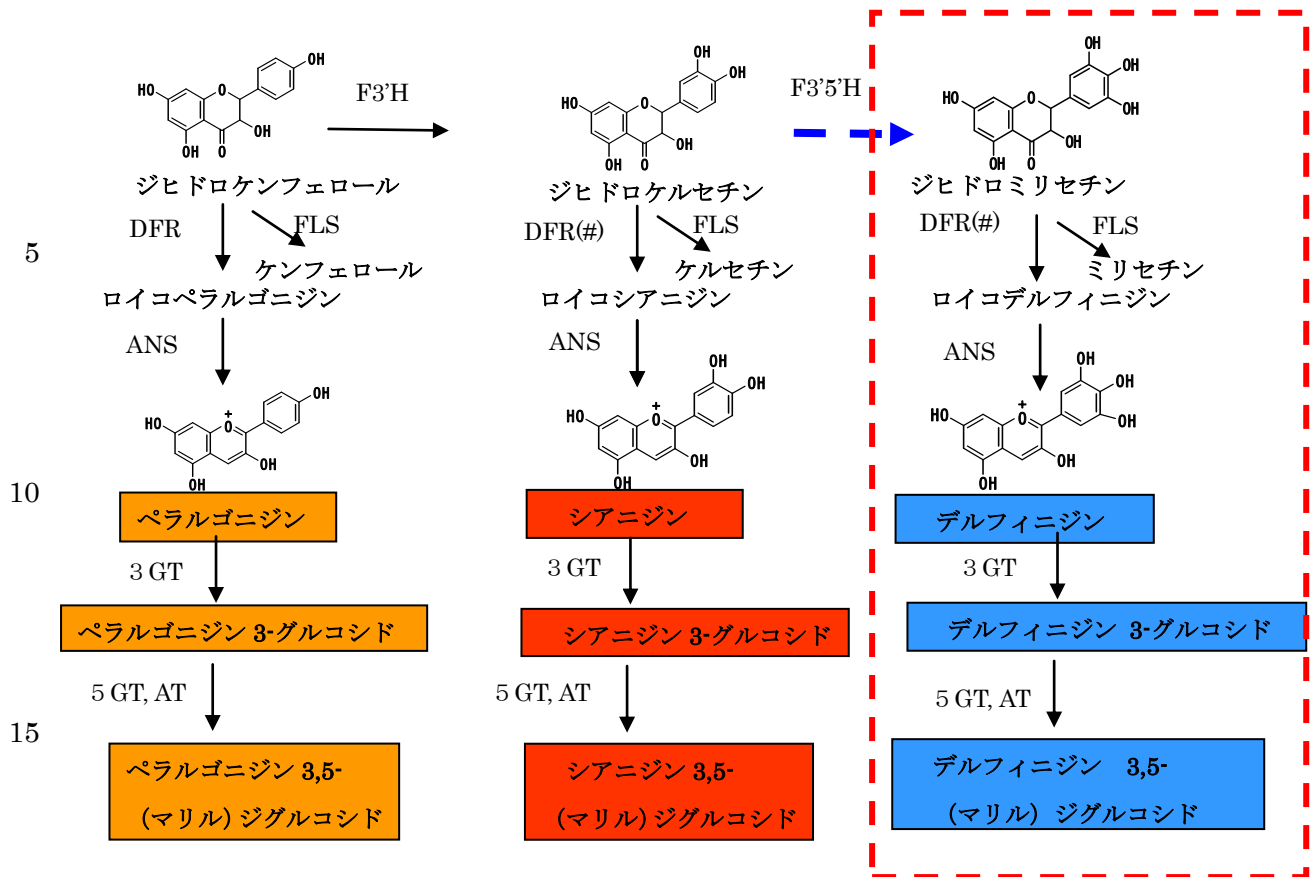 OH
HO
O
OH
OH
O
F3'H
OH
OH
HO
O
OH
OH
O
F3'5'H
OH
OH
OH
HO
O
OH
OH
O
ジヒドロケンフェロール
ジヒドロケルセチン
ジヒドロミリセチン
DFR
FLS
DFR(#)
FLS
DFR(#)
FLS
5
ケンフェロール
ケルセチン
ミリセチン
ロイコペラルゴニジン
ロイコシアニジン
ロイコデルフィニジン
ANS
ANS
ANS
OH
HO
+
O
OH
OH
OH
OH
HO
+
O
OH
OH
OH
OH
OH
HO
+
O
OH
OH
10
ペラルゴニジン
シアニジン
デルフィニジン
3 GT
3 GT
3 GT
ペラルゴニジン 3-グルコシド
シアニジン 3-グルコシド
デルフィニジン 3-グルコシド
5 GT, AT
5 GT, AT
5 GT, AT
15
ペラルゴニジン 3,5-
(マリル) ジグルコシド
シアニジン 3,5-
(マリル) ジグルコシド
デルフィニジン 3,5-
(マリル) ジグルコシド